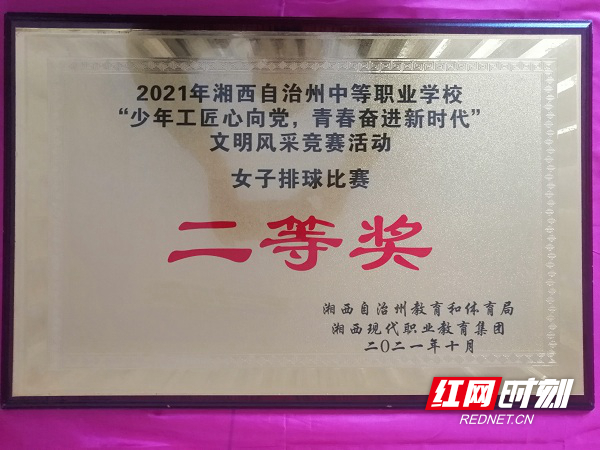 2021年湘西自治州中等职业学校
“少年工匠心向党，青春奋进新时代”
文明风采竞赛活动
女子排球比赛
二等奖
湘西自治州教育和体育局
湘西现代职业教育集团
二〇二一年十月
红网时刻
REDNET.CN